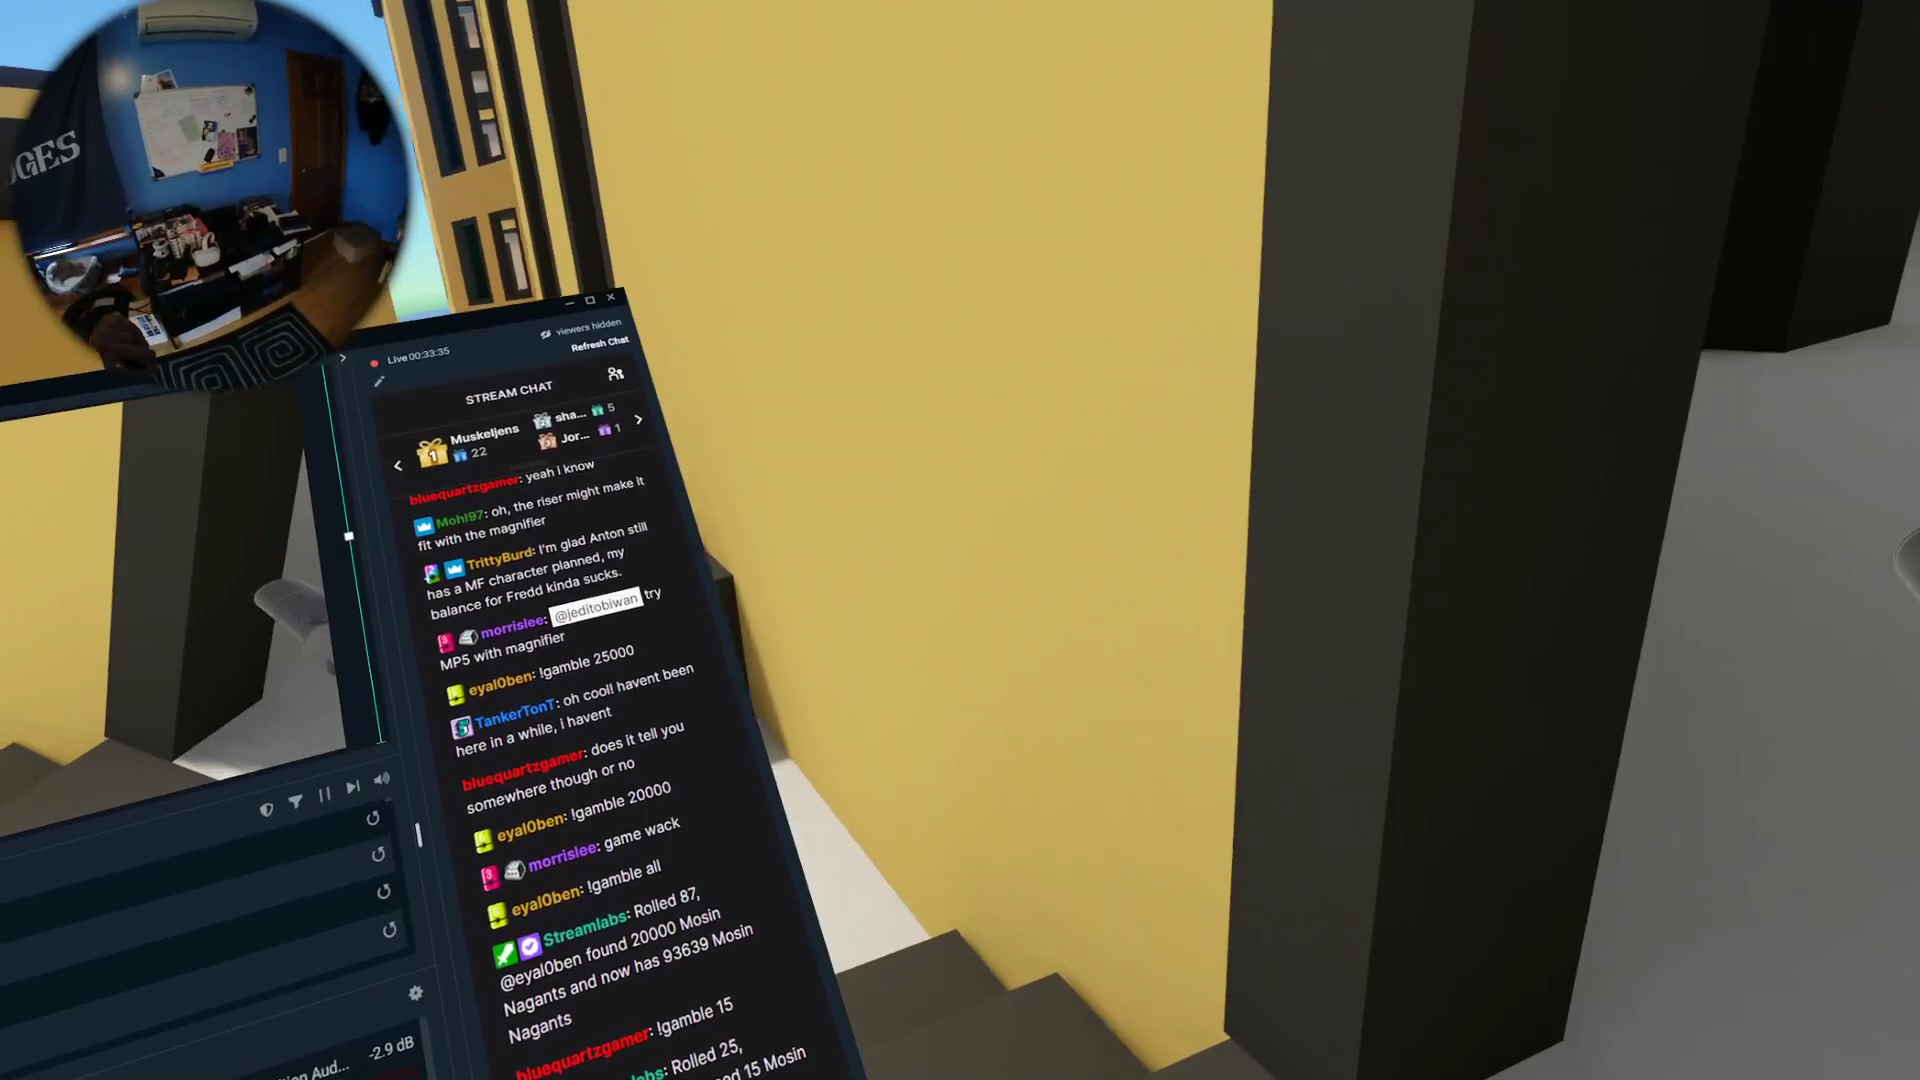 OGES
viewers hidden
Live 00:33:35
Refresh Chat
STREAM CHAT
1
Muskeljens
22
sha... 5
Jor... 1
bluequartzgamer: yeah i know
Mohl97: oh, the riser might make it
fit with the magnifier
TrittyBurd: I'm glad Anton still
has a MF character planned, my
balance for Fredd kinda sucks.
morrislee: @jeditobiwan try
MP5 with magnifier
eyal0ben: !gamble 25000
TankerTonT: oh cool! havent been
here in a while, i havent
bluequartzgamer: does it tell you
somewhere though or no
eyal0ben: !gamble 20000
morrislee: game wack
eyal0ben: !gamble all
Streamlabs: Rolled 87,
@eyal0ben found 20000 Mosin
Nagants and now has 93639 Mosin
Nagants
bluequartzgamer: !gamble 15
labs: Rolled 25,
15 Mosin
Aud...
-2.9 dB